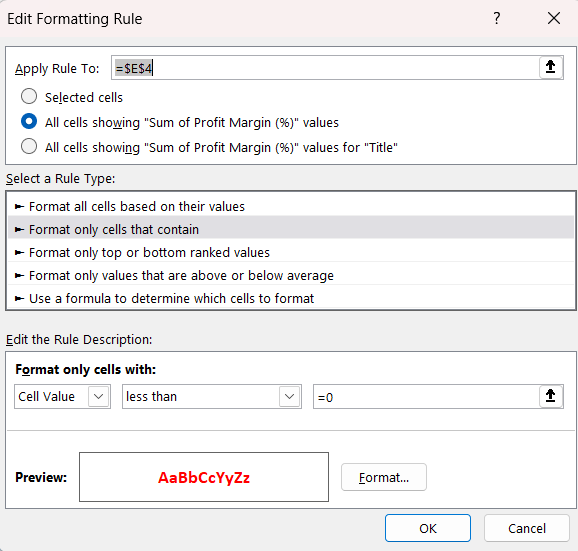 Edit Formatting Rule ?
Apply Rule To: =$E$4
Selected cells
All cells showing "Sum of Profit Margin (%)" values
All cells showing "Sum of Profit Margin (%)" values for "Title"
Select a Rule Type:
► Format all cells based on their values
► Format only cells that contain
► Format only top or bottom ranked values
► Format only values that are above or below average
► Use a formula to determine which cells to format
Edit the Rule Description:
Format only cells with:
Cell Value less than =0
Preview: AaBbCcYyZz Format...
OK Cancel